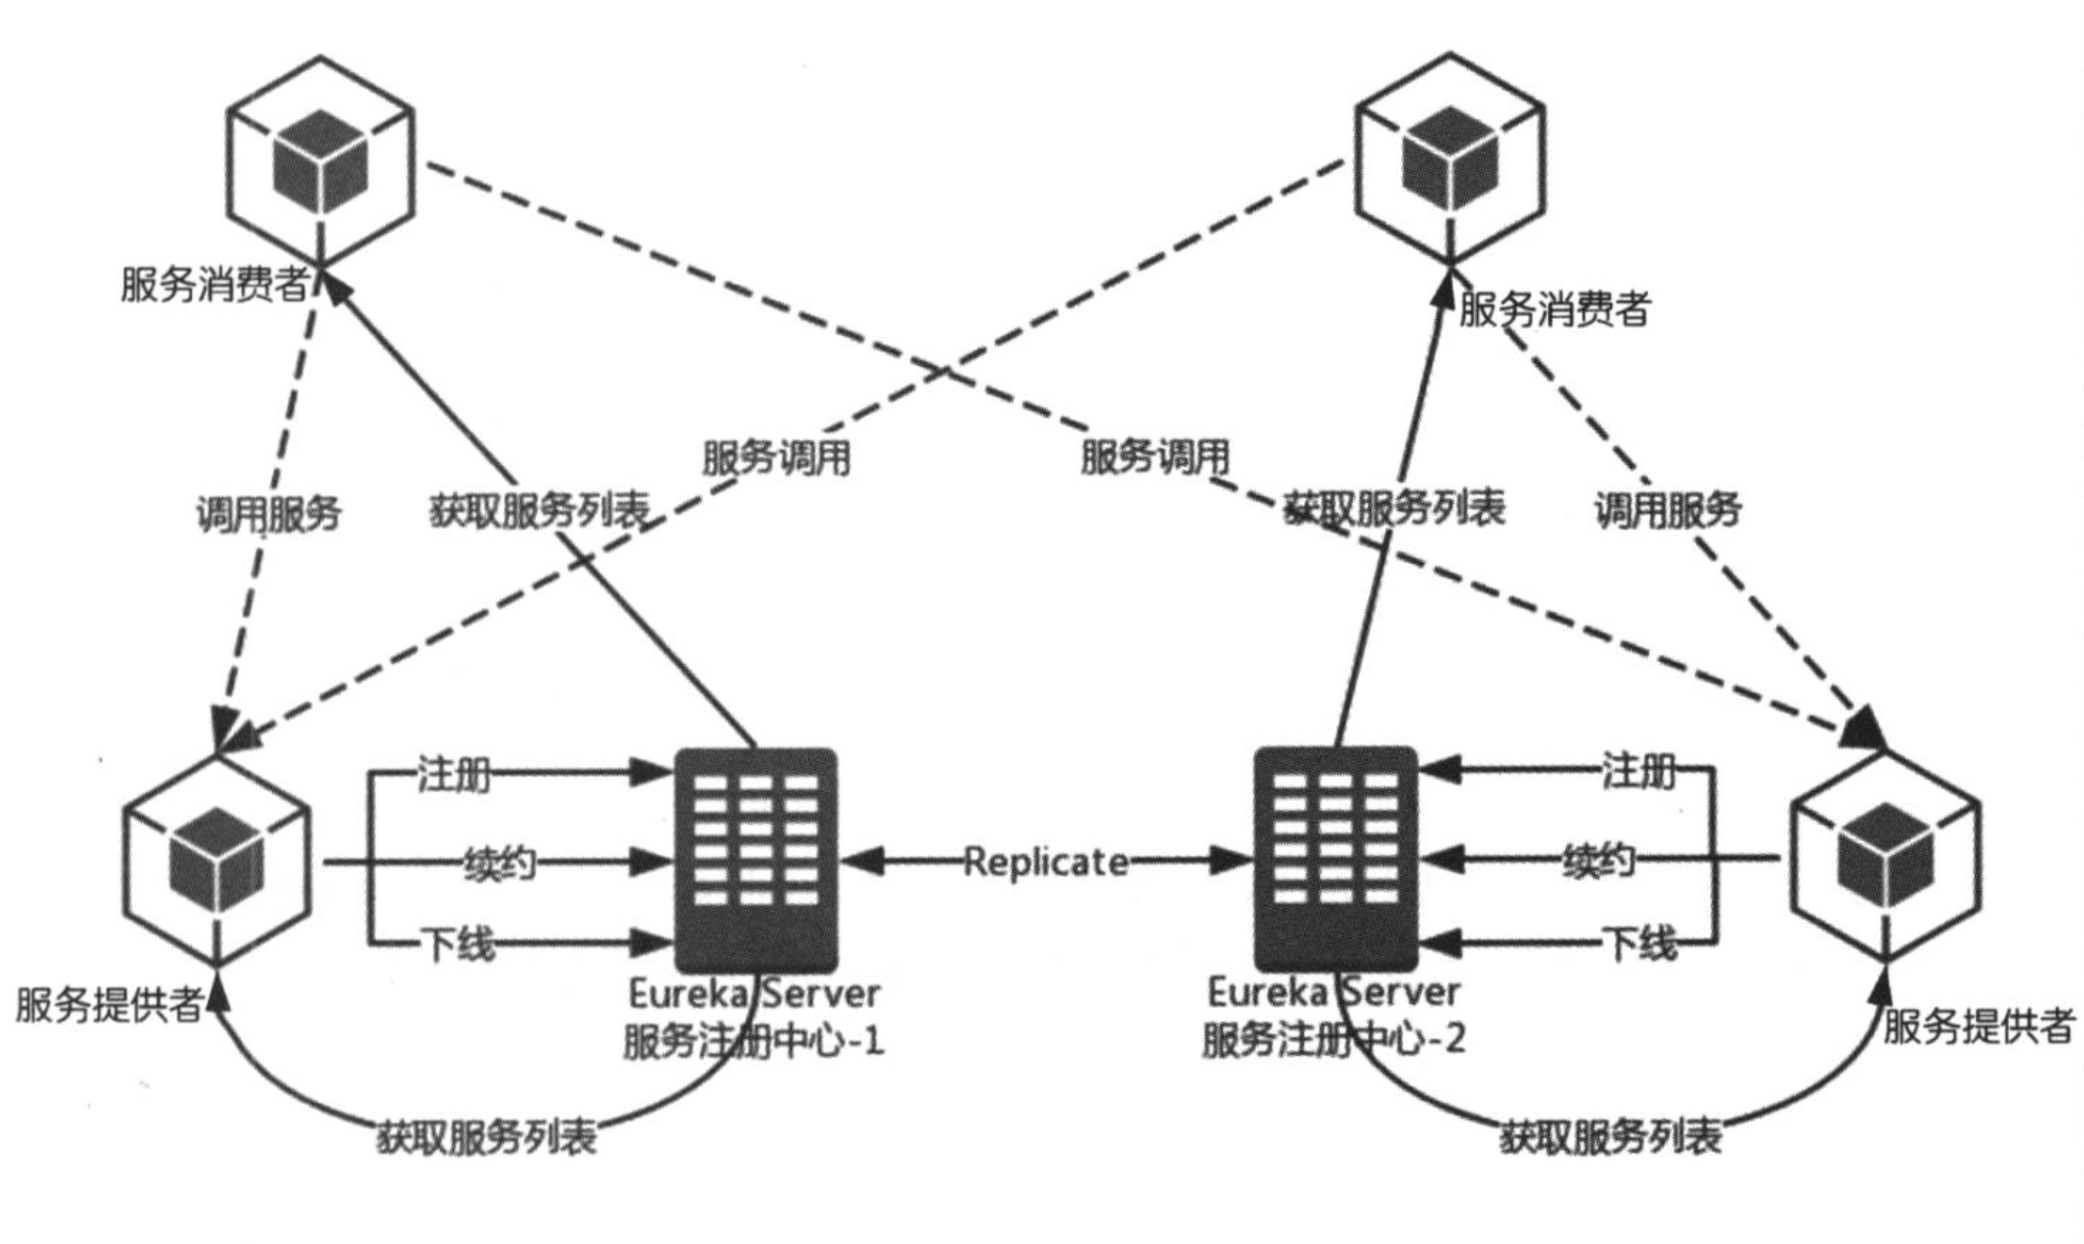 服务消费者
服务消费者
服务调用
服务调用
调用服务
获取服务列表
获取服务列表
调用服务
注册
注册
续约
Replicate
续约
下线
下线
服务提供者
Eureka Server
服务注册中心-1
Eureka Server
服务注册中心-2
服务提供者
获取服务列表
获取服务列表